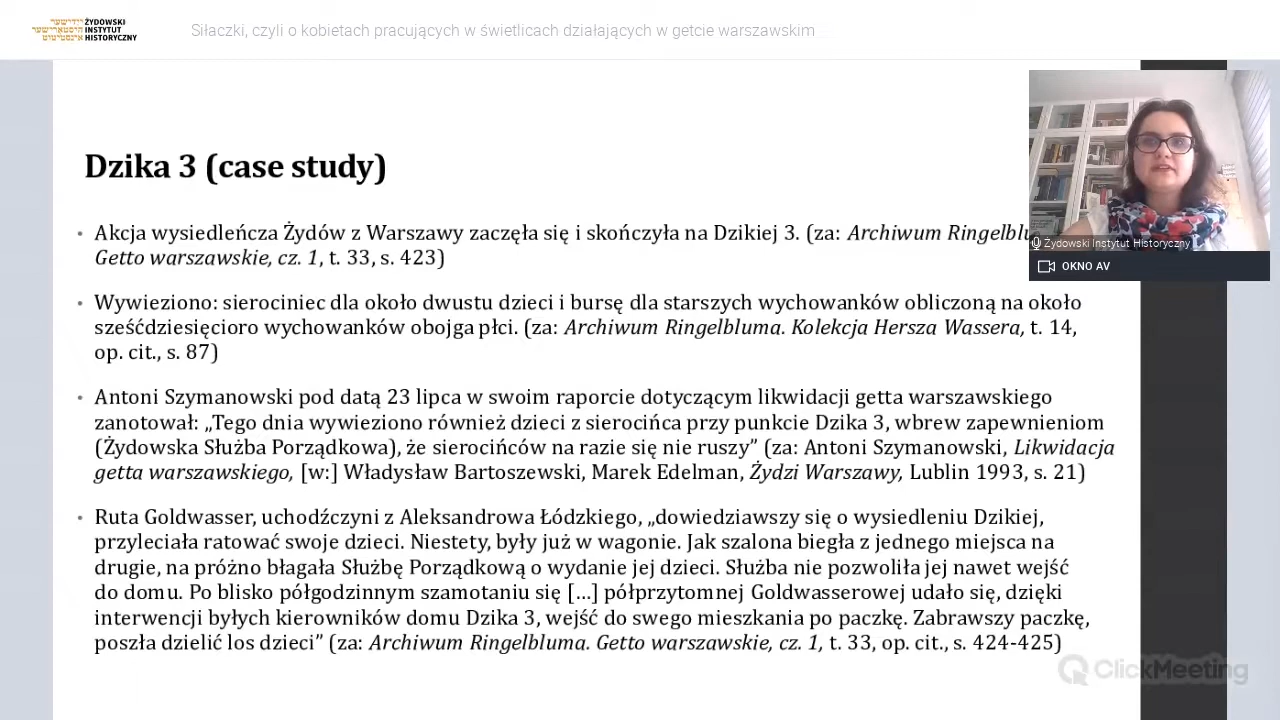 ייִדישער
היסטאָרישער
אינסטיטוט
ŻYDOWSKI
INSTYTUT
HISTORYCZNY
Siłaczki, czyli o kobietach pracujących w świetlicach działających w getcie warszawskim
Dzika 3 (case study)
• Akcja wysiedleńcza Żydów z Warszawy zaczęła się i skończyła na Dzikiej 3. (za: Archiwum
Getto warszawskie, cz. 1, t. 33, s. 423)
• Wywieziono: sierociniec dla około dwustu dzieci i bursę dla starszych wychowanków obliczoną na około
sześćdziesięcioro wychowanków obojga płci. (za: Archiwum Ringelbluma. Kolekcja Hersza Wassera, t. 14,
op. cit., s. 87)
• Antoni Szymanowski pod datą 23 lipca w swoim raporcie dotyczącym likwidacji getta warszawskiego
zanotował: „Tego dnia wywieziono również dzieci z sierocińca przy punkcie Dzika 3, wbrew zapewnieniom
(Żydowska Służba Porządkowa), że sierocińców na razie się nie ruszy” (za: Antoni Szymanowski, Likwidacja
getta warszawskiego, [w:] Władysław Bartoszewski, Marek Edelman, Żydzi Warszawy, Lublin 1993, s. 21)
• Ruta Goldwasser, uchodźczyni z Aleksandrowa Łódzkiego, „dowiedziawszy się o wysiedleniu Dzikiej,
przyleciała ratować swoje dzieci. Niestety, były już w wagonie. Jak szalona biegła z jednego miejsca na
drugie, na próżno błagała Służbę Porządkową o wydanie jej dzieci. Służba nie pozwoliła jej nawet wejść
do domu. Po blisko półgodzinnym szamotaniu się [...] półprzytomnej Goldwasserowej udało się, dzięki
interwencji byłych kierowników domu Dzika 3, wejść do swego mieszkania po paczkę. Zabrawszy paczkę,
poszła dzielić los dzieci” (za: Archiwum Ringelbluma. Getto warszawskie, cz. 1, t. 33, op. cit., s. 424-425)
Żydowski Instytut Historyczny
OKNO AV
ClickMeeting